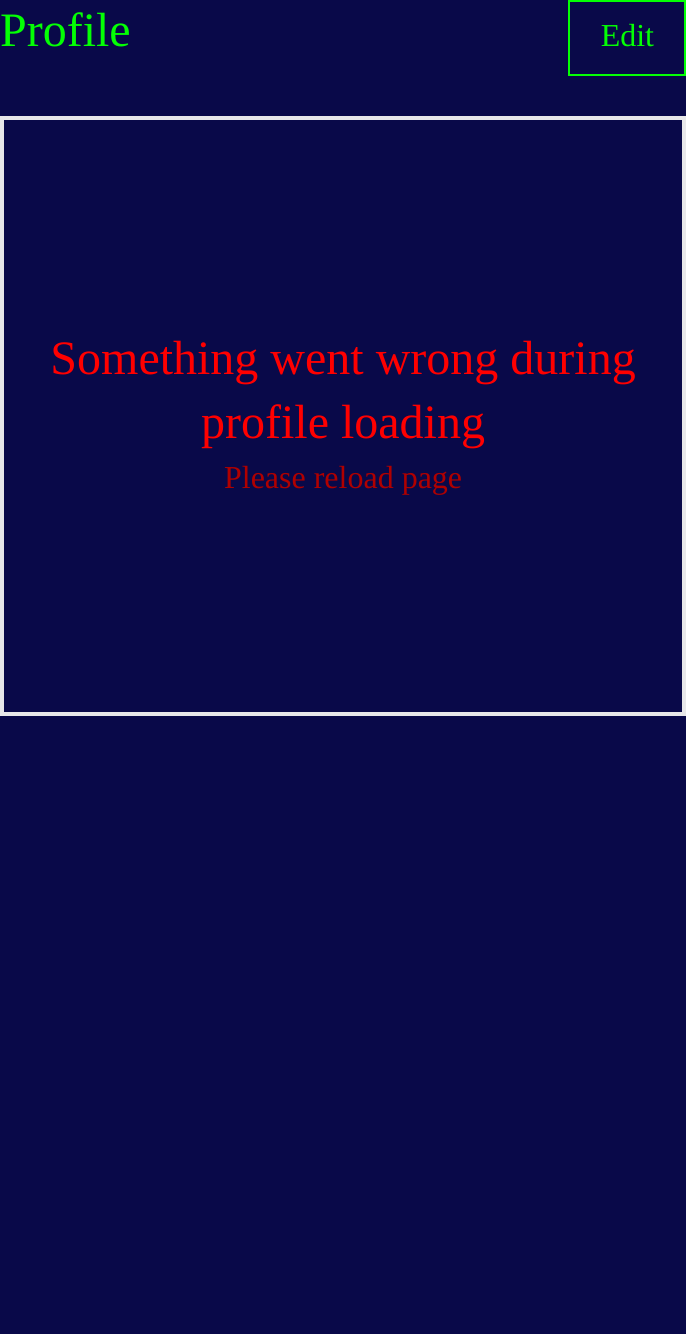 Profile
Edit
Something went wrong during
profile loading
Please reload page